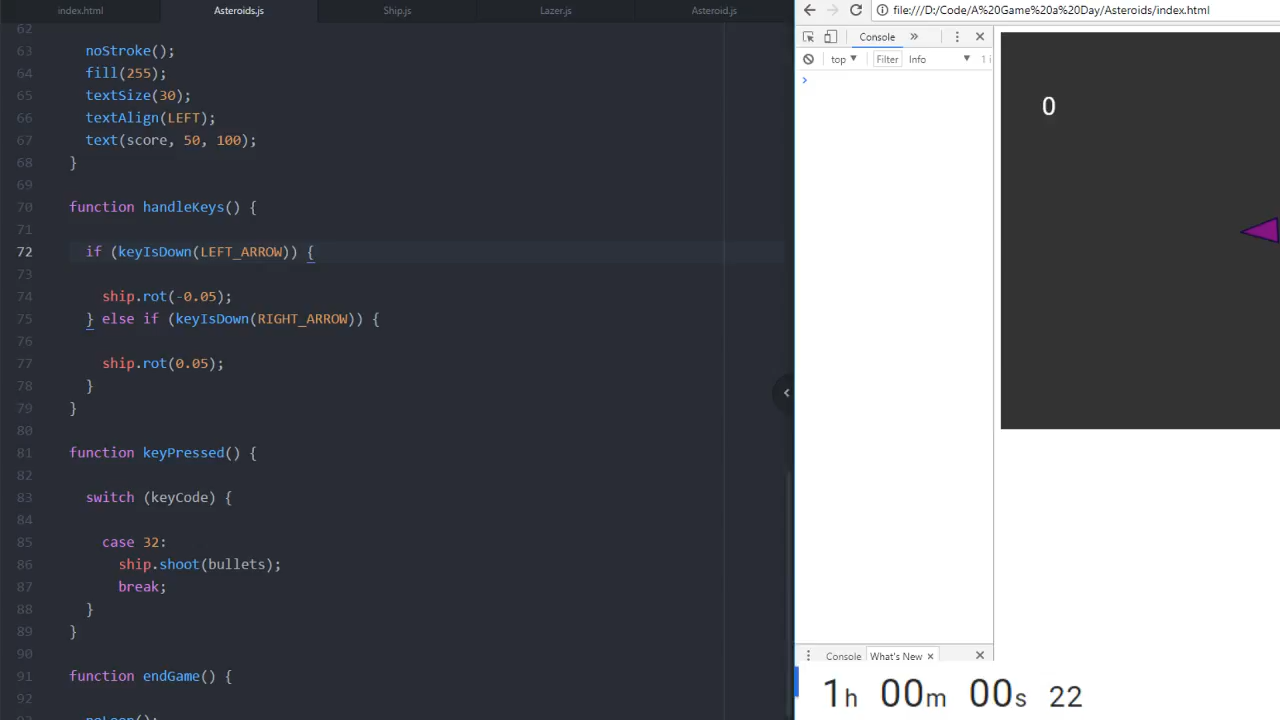 index.html Asteroids.js Ship.js Lazer.js Asteroid.js
62
63 noStroke();
64 fill(255);
65 textSize(30);
66 textAlign(LEFT);
67 text(score, 50, 100);
68 }
69
70 function handleKeys() {
71
72 if (keyIsDown(LEFT_ARROW)) {
73
74 ship.rot(-0.05);
75 } else if (keyIsDown(RIGHT_ARROW)) {
76
77 ship.rot(0.05);
78 }
79 }
80
81 function keyPressed() {
82
83 switch (keyCode) {
84
85 case 32:
86 ship.shoot(bullets);
87 break;
88 }
89 }
90
91 function endGame() {
92
noLoop();
file:///D:/Code/A%20Game%20a%20Day/Asteroids/index.html
Console »
top ▼ Filter Info ▼ 1 i
>
0
Console What's New ×
1h 00m 00s 22